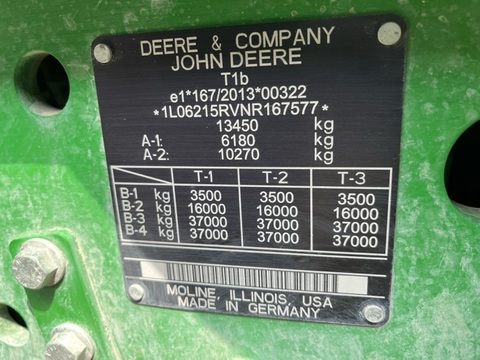 DEERE & COMPANY
JOHN DEERE
T1b
e1*167/2013*00322
*1L06215RVNR167577*
13450 kg
A-1: 6180 kg
A-2: 10270 kg
T-1 T-2 T-3
B-1 kg 3500 3500 3500
B-2 kg 16000 16000 16000
B-3 kg 37000 37000 37000
B-4 kg 37000 37000 37000
MOLINE, ILLINOIS, USA
MADE IN GERMANY